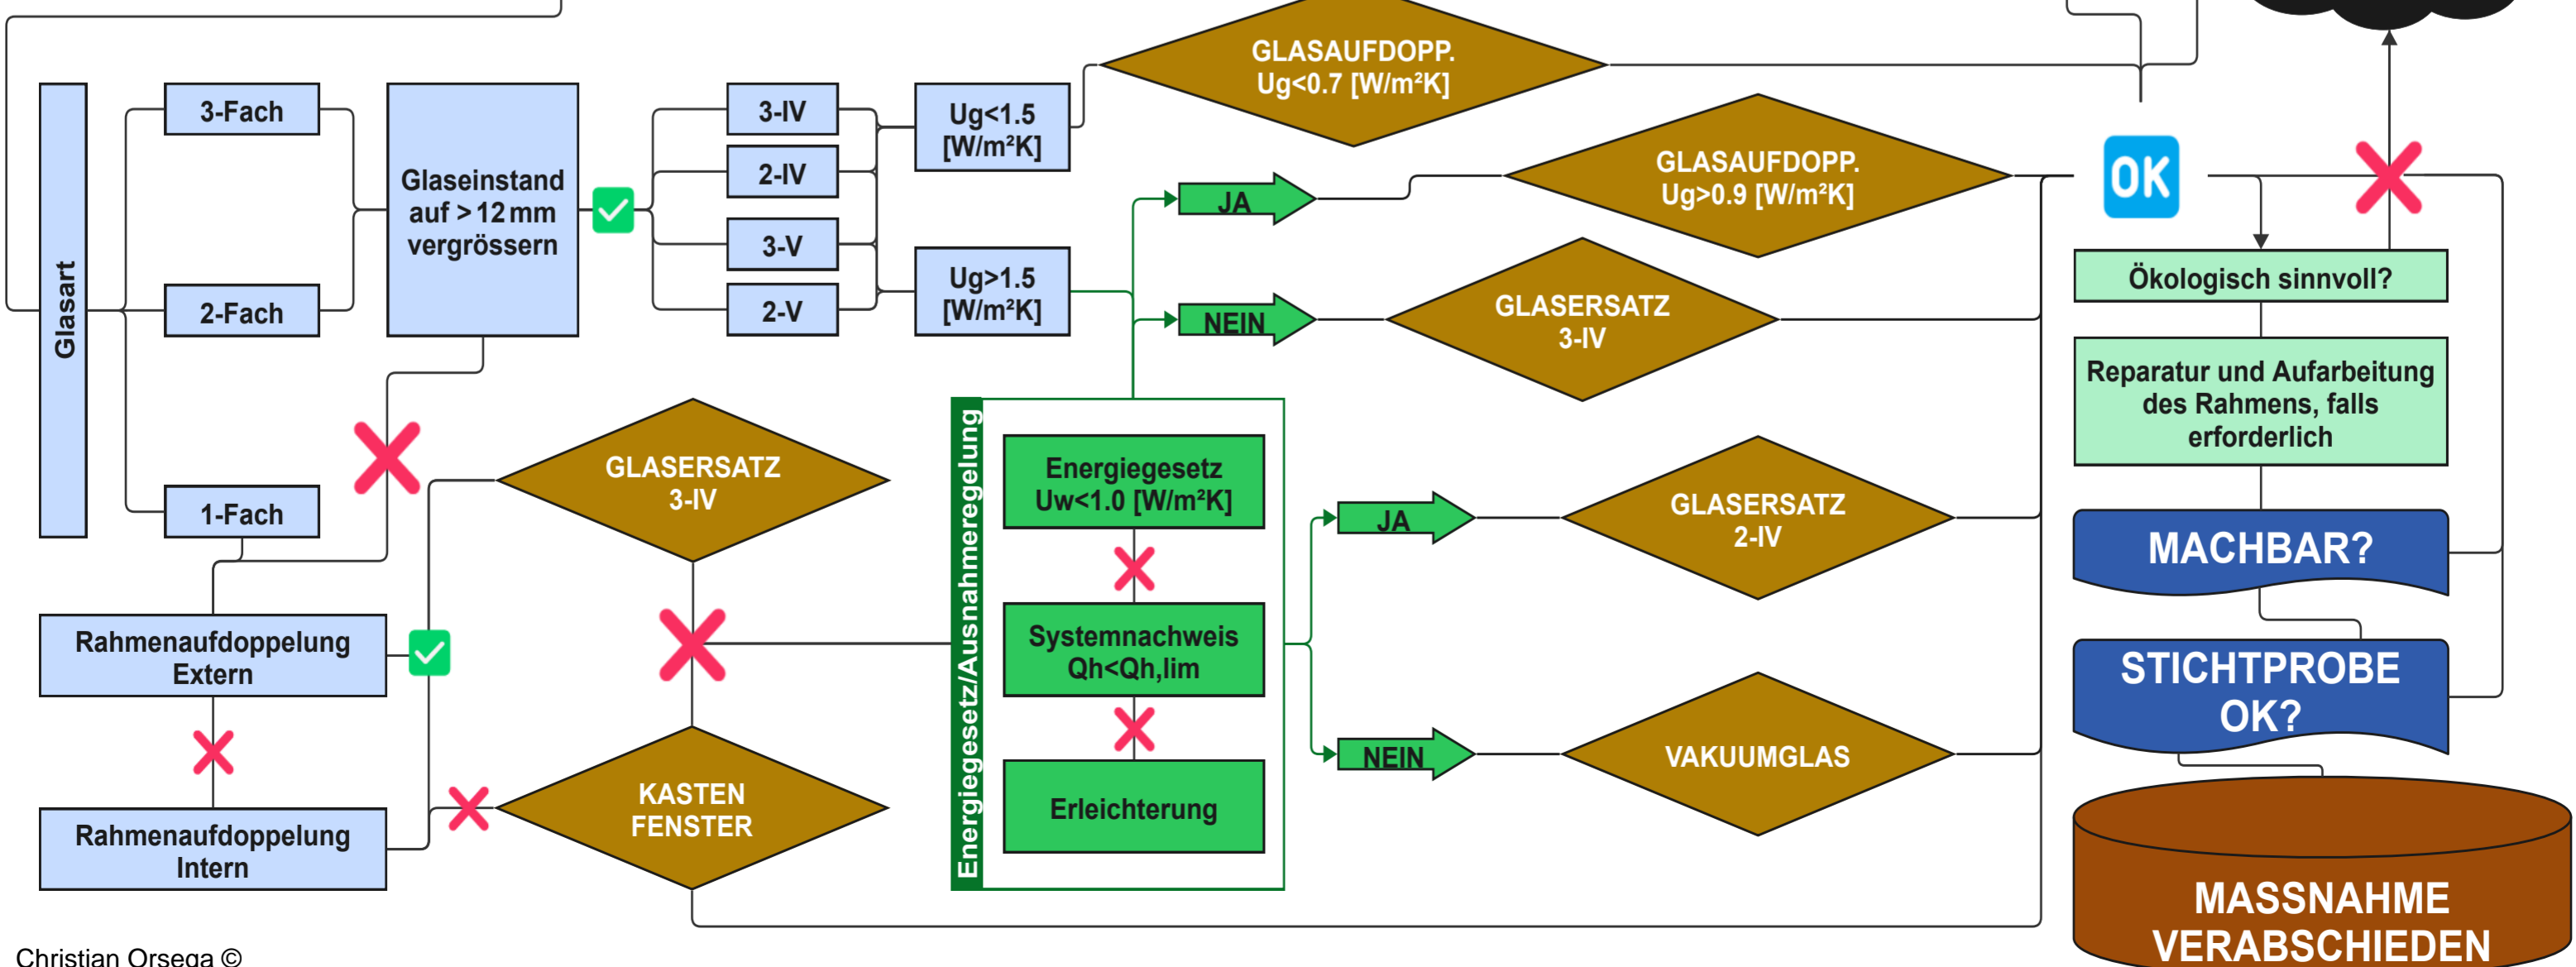 GLASAUFDOPP.
Ug<0.7 [W/m²K]
3-Fach
Glaseinstand
auf >12 mm
vergrössern
3-IV
2-IV
3-V
2-V
Ug<1.5
[W/m²K]
Ug>1.5
[W/m²K]
JA
GLASAUFDOPP.
Ug>0.9 [W/m²K]
NEIN
GLASERSATZ
3-IV
OK
Ökologisch sinnvoll?
Reparatur und Aufarbeitung
des Rahmens, falls
erforderlich
Glasart
2-Fach
1-Fach
GLASERSATZ
3-IV
Energiegesetz/Ausnahmeregelung
Energiegesetz
Uw<1.0 [W/m²K]
Systemnachweis
Qh<Qh,lim
Erleichterung
JA
GLASERSATZ
2-IV
NEIN
VAKUUMGLAS
MACHBAR?
STICHTPROBE
OK?
Rahmenaufdoppelung
Extern
Rahmenaufdoppelung
Intern
KASTEN
FENSTER
MASSNAHME
VERABSCHIEDEN
Christian Orsega ©